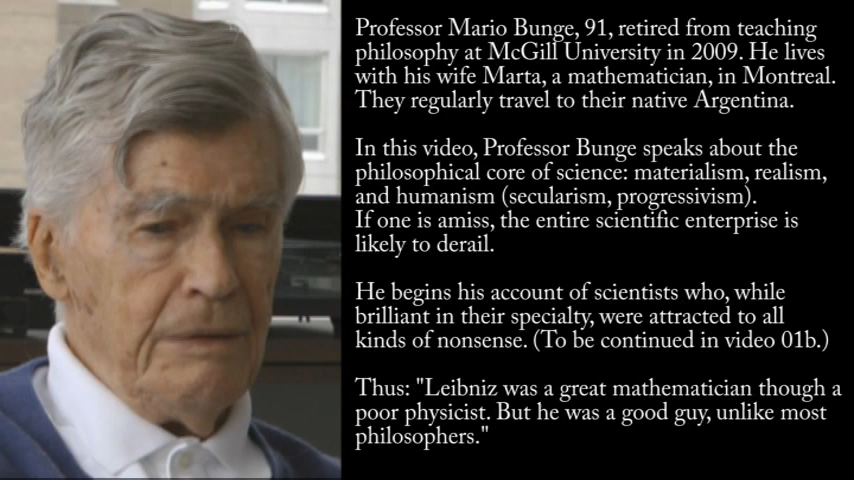 Professor Mario Bunge, 91, retired from teaching
philosophy at McGill University in 2009. He lives
with his wife Marta, a mathematician, in Montreal.
They regularly travel to their native Argentina.
In this video, Professor Bunge speaks about the
philosophical core of science: materialism, realism,
and humanism (secularism, progressivism).
If one is amiss, the entire scientific enterprise is
likely to derail.
He begins his account of scientists who, while
brilliant in their specialty, were attracted to all
kinds of nonsense. (To be continued in video 01b.)
Thus: "Leibniz was a great mathematician though a
poor physicist. But he was a good guy, unlike most
philosophers."